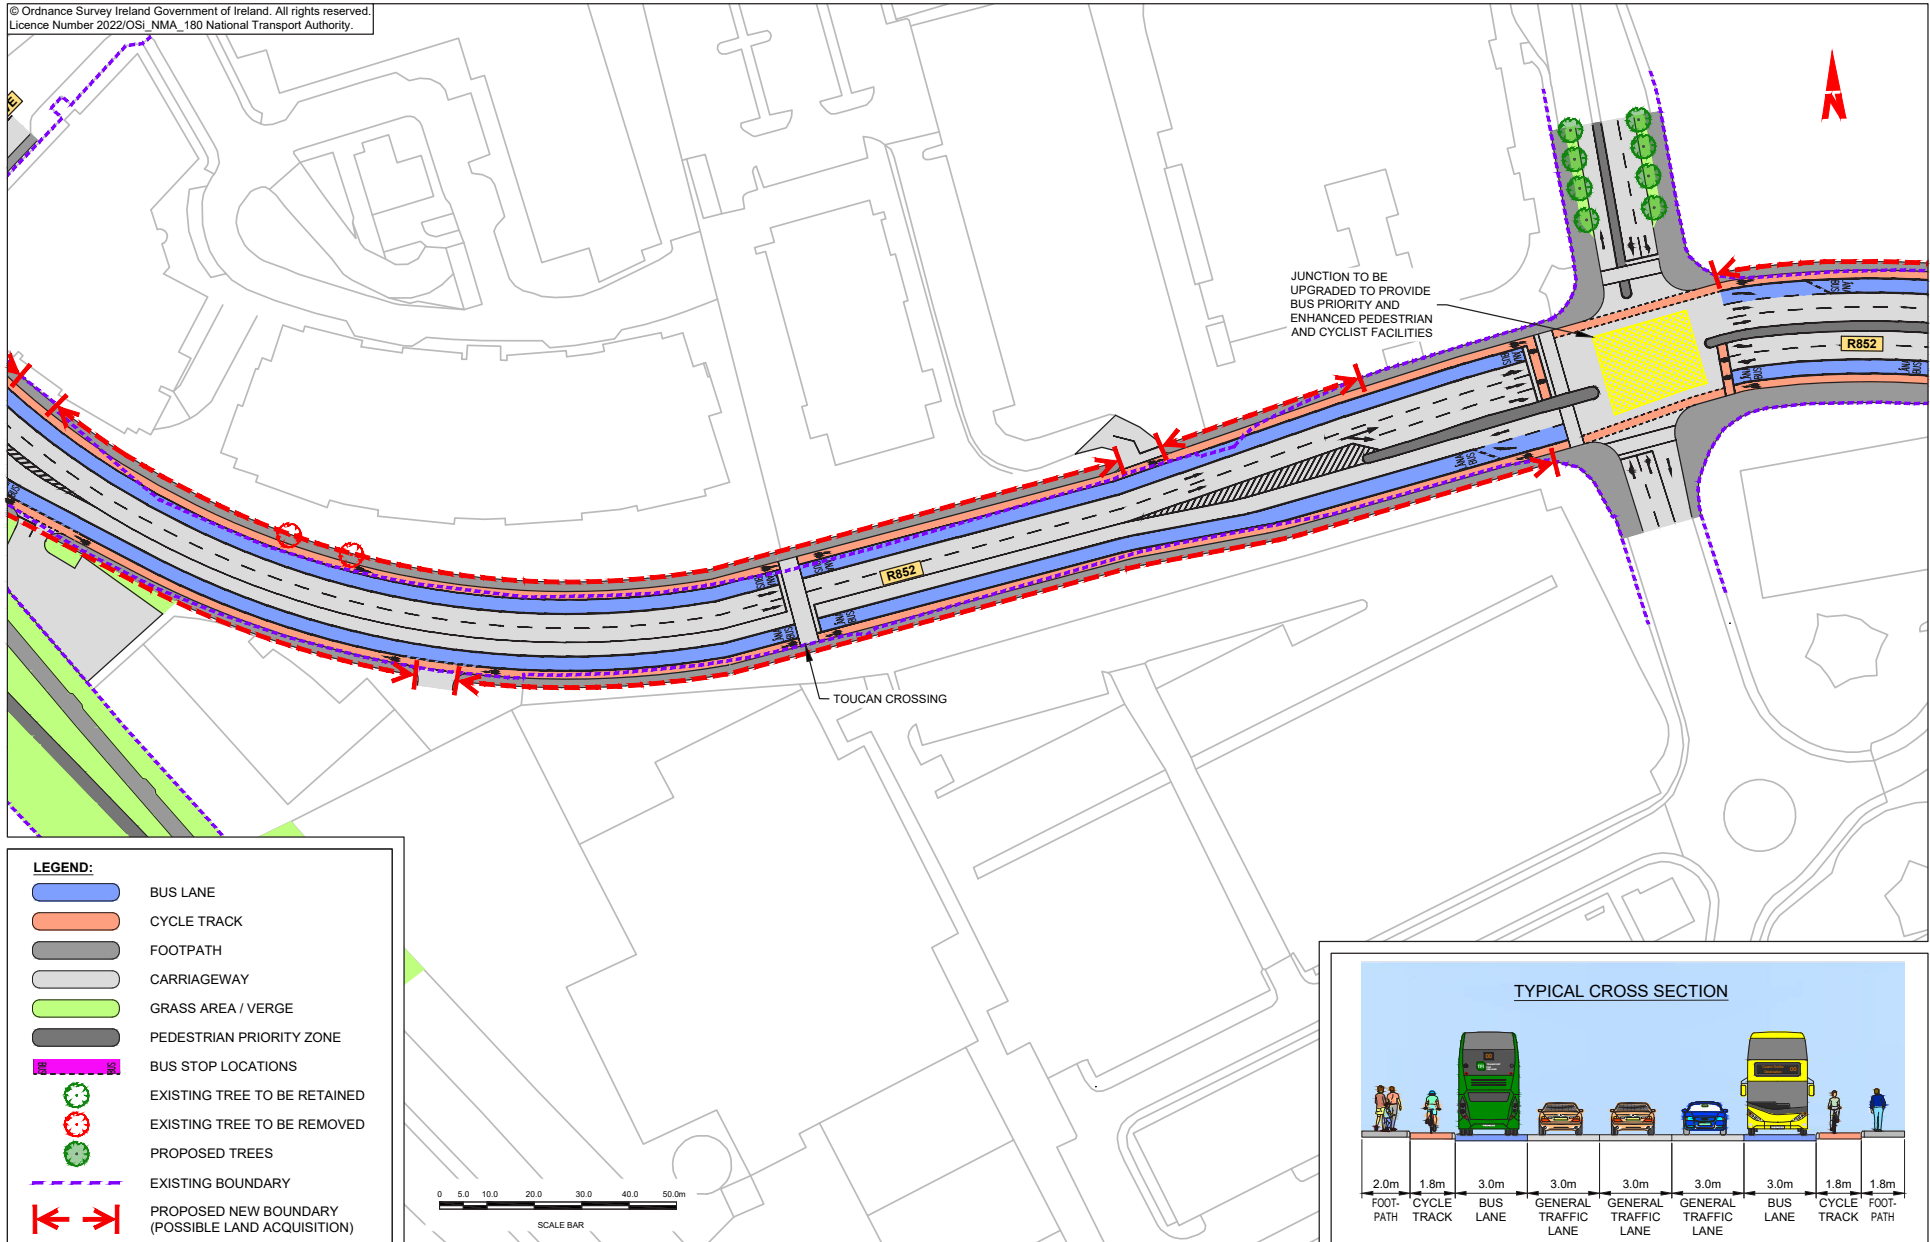 © Ordnance Survey Ireland Government of Ireland. All rights reserved.
Licence Number 2022/OSi_NMA_180 National Transport Authority.
N
JUNCTION TO BE
UPGRADED TO PROVIDE
BUS PRIORITY AND
ENHANCED PEDESTRIAN
AND CYCLIST FACILITIES
R852
R852
TOUCAN CROSSING
LEGEND:
BUS LANE
CYCLE TRACK
FOOTPATH
CARRIAGEWAY
GRASS AREA / VERGE
PEDESTRIAN PRIORITY ZONE
BUS STOP LOCATIONS
EXISTING TREE TO BE RETAINED
EXISTING TREE TO BE REMOVED
PROPOSED TREES
EXISTING BOUNDARY
PROPOSED NEW BOUNDARY
(POSSIBLE LAND ACQUISITION)
0 5.0 10.0 20.0 30.0 40.0 50.0m
SCALE BAR
TYPICAL CROSS SECTION
2.0m 1.8m 3.0m 3.0m 3.0m 3.0m 3.0m 1.8m 1.8m
FOOT- CYCLE BUS GENERAL GENERAL GENERAL BUS CYCLE FOOT-
PATH TRACK LANE TRAFFIC TRAFFIC TRAFFIC LANE TRACK PATH
LANE LANE LANE